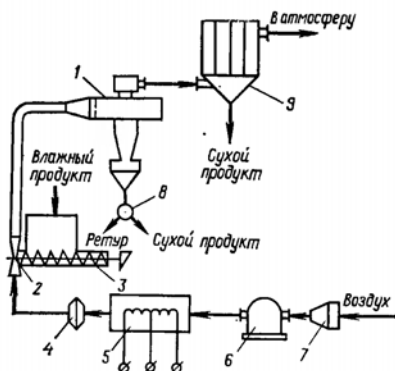 В атмосферу
1
9
Влажный
продукт
Сухой
продукт
8
Ретур
Сухой продукт
2
3
Воздух
4
5
6
7